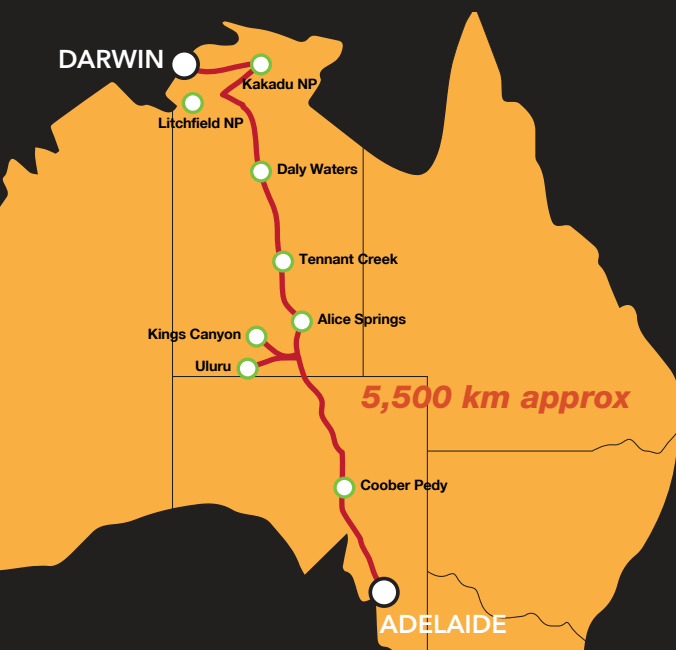 DARWIN
Kakadu NP
Litchfield NP
Daly Waters
Tennant Creek
Alice Springs
Kings Canyon
Uluru
5,500 km approx
Coober Pedy
ADELAIDE